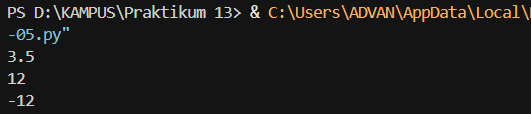 PS D:\KAMPUS\Praktikum 13> & C:\Users\ADVAN\AppData\Local\
-05.py"
3.5
12
-12